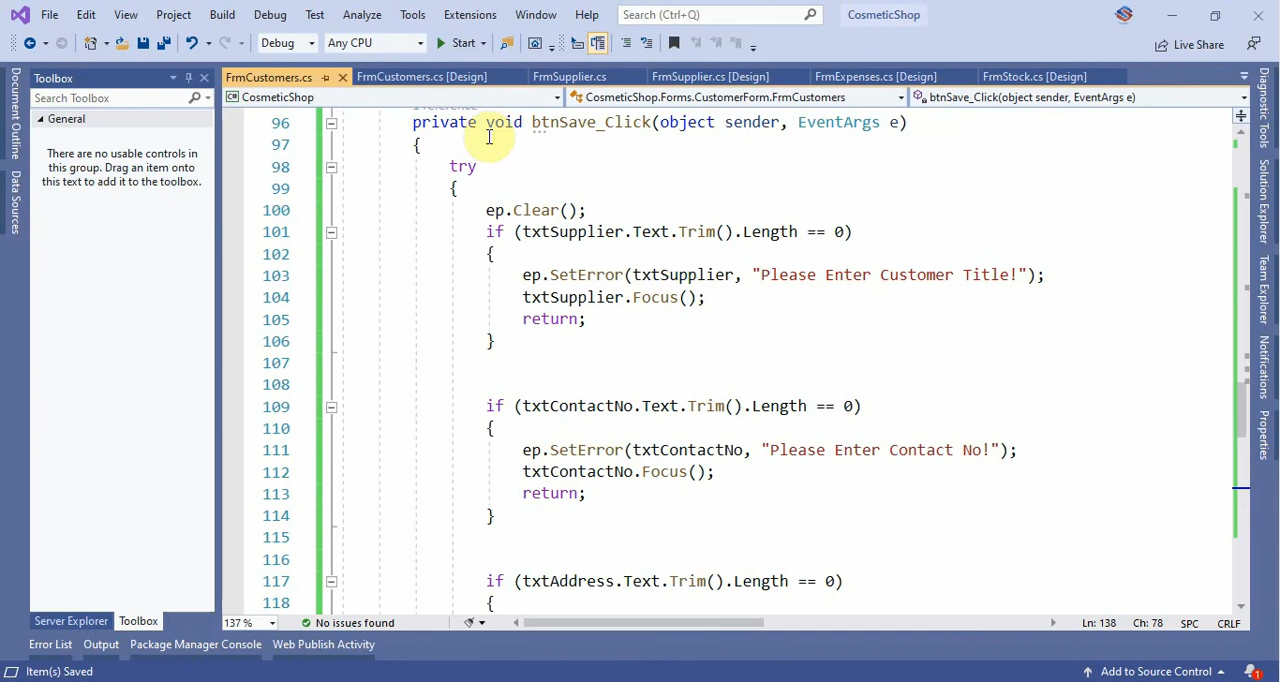 File Edit View Project Build Debug Test Analyze Tools Extensions Window Help Search (Ctrl+Q) CosmeticShop
Debug Any CPU Start Live Share
Toolbox
FrmCustomers.cs FrmCustomers.cs [Design] FrmSupplier.cs FrmSupplier.cs [Design] FrmExpenses.cs [Design] FrmStock.cs [Design]
Search Toolbox
CosmeticShop CosmeticShop.Forms.CustomerForm.FrmCustomers btnSave_Click(object sender, EventArgs e)
General
There are no usable controls in
this group. Drag an item onto
this text to add it to the toolbox.
Document Outline
Data Sources
96 private void btnSave_Click(object sender, EventArgs e)
97 {
98 try
99 {
100 ep.Clear();
101 if (txtSupplier.Text.Trim().Length == 0)
102 {
103 ep.SetError(txtSupplier, "Please Enter Customer Title!");
104 txtSupplier.Focus();
105 return;
106 }
107
108
109 if (txtContactNo.Text.Trim().Length == 0)
110 {
111 ep.SetError(txtContactNo, "Please Enter Contact No!");
112 txtContactNo.Focus();
113 return;
114 }
115
116
117 if (txtAddress.Text.Trim().Length == 0)
118 {
Diagnostic Tools
Solution Explorer
Team Explorer
Notifications
Properties
Server Explorer Toolbox
137 % No issues found Ln: 138 Ch: 78 SPC CRLF
Error List Output Package Manager Console Web Publish Activity
Item(s) Saved Add to Source Control 1